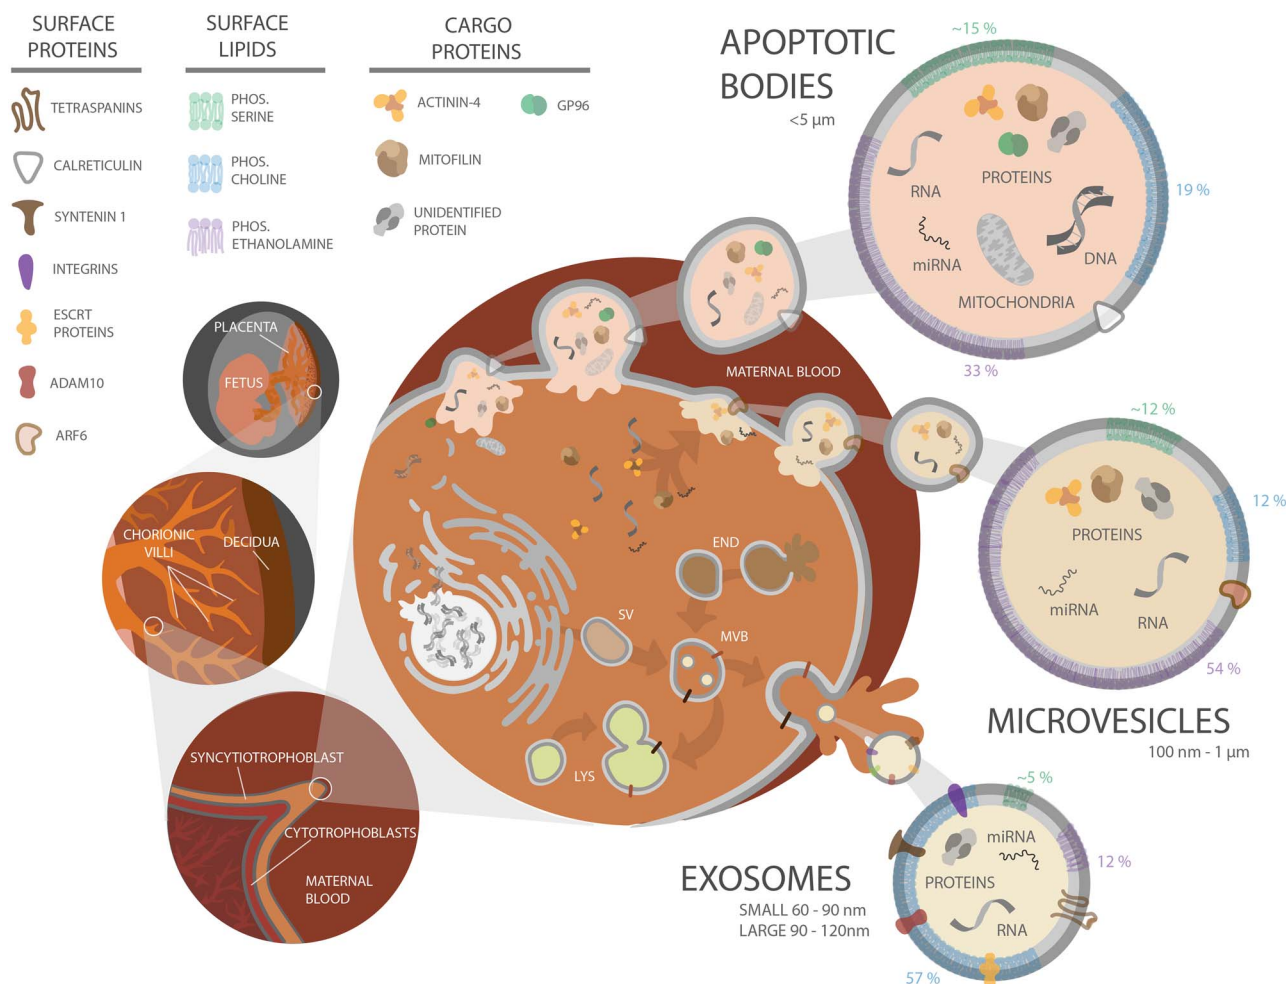 SURFACE
PROTEINS
TETRASPANINS
CALRETICULIN
SYNTENIN 1
INTEGRINS
ESCRT
PROTEINS
ADAM10
ARF6
SURFACE
LIPIDS
PHOS.
SERINE
PHOS.
CHOLINE
PHOS.
ETHANOLAMINE
CARGO
PROTEINS
ACTININ-4
GP96
MITOFILIN
UNIDENTIFIED
PROTEIN
APOPTOTIC
BODIES
<5 μm
~15 %
19 %
33 %
RNA
PROTEINS
miRNA
DNA
MITOCHONDRIA
PLACENTA
FETUS
CHORIONIC
VILLI
DECIDUA
SYNCYTIOTROPHOBLAST
CYTOTROPHOBLASTS
MATERNAL
BLOOD
MATERNAL BLOOD
END
SV
MVB
LYS
~12 %
12 %
54 %
PROTEINS
miRNA
RNA
MICROVESICLES
100 nm - 1 μm
EXOSOMES
SMALL 60 - 90 nm
LARGE 90 - 120nm
~5 %
12 %
57 %
miRNA
PROTEINS
RNA